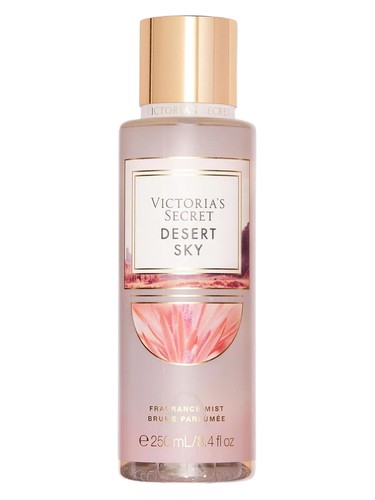 VICTORIA'S SECRET
VICTORIA'S
SECRET
DESERT
SKY
FRAGRANCE MIST
BRUME PARFUMÉE
℮ 250 mL/8.4 fl oz